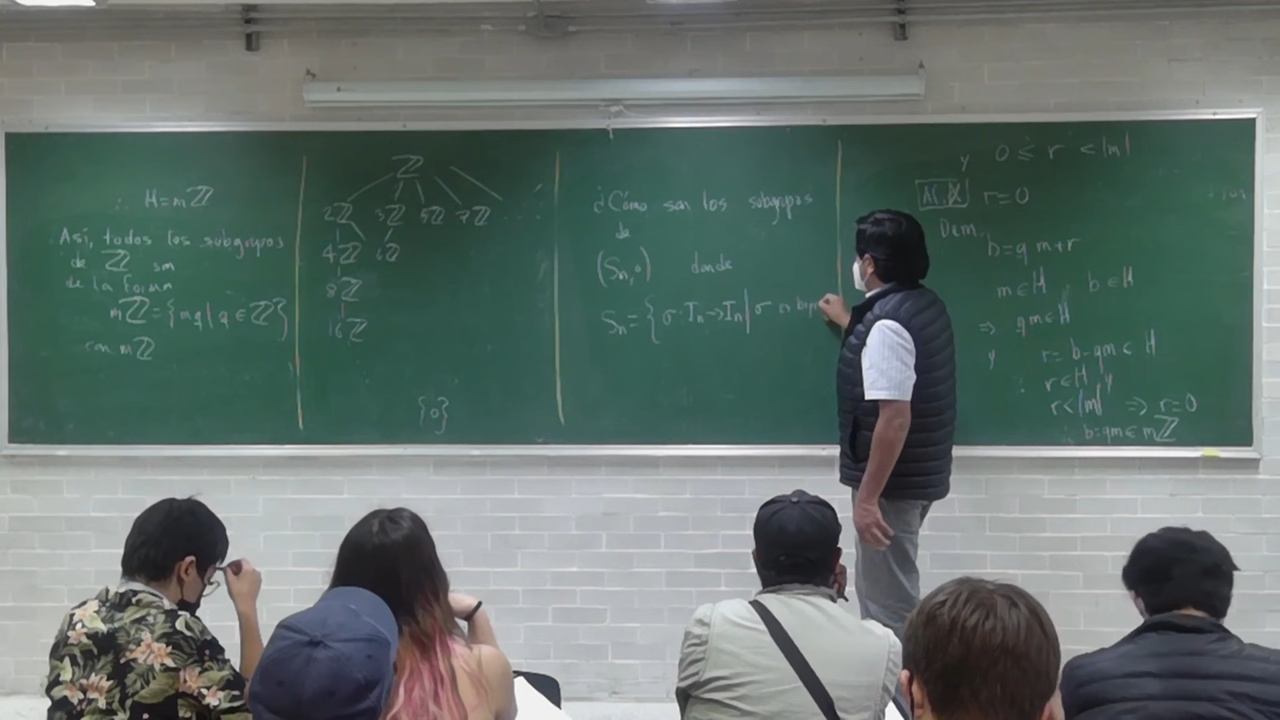 ∴ H=mℤ
Así, todos los subgrupos
de ℤ son
de la forma
mℤ={mq|q∈ℤ}
con mℤ
ℤ
2ℤ 3ℤ 5ℤ 7ℤ
4ℤ 6ℤ
8ℤ
16ℤ
{0}
¿Cómo son los subgrupos
de
(Sn,∘) donde
Sn={σ:In→In|σ es
y 0≤r<|m|
r=0
Dem.
b=qm+r
m∈H, b∈H
⇒ qm∈H
y r=b-qm∈H
∴ r∈H y
r<|m| ⇒ r=0
∴ b=qm∈mℤ